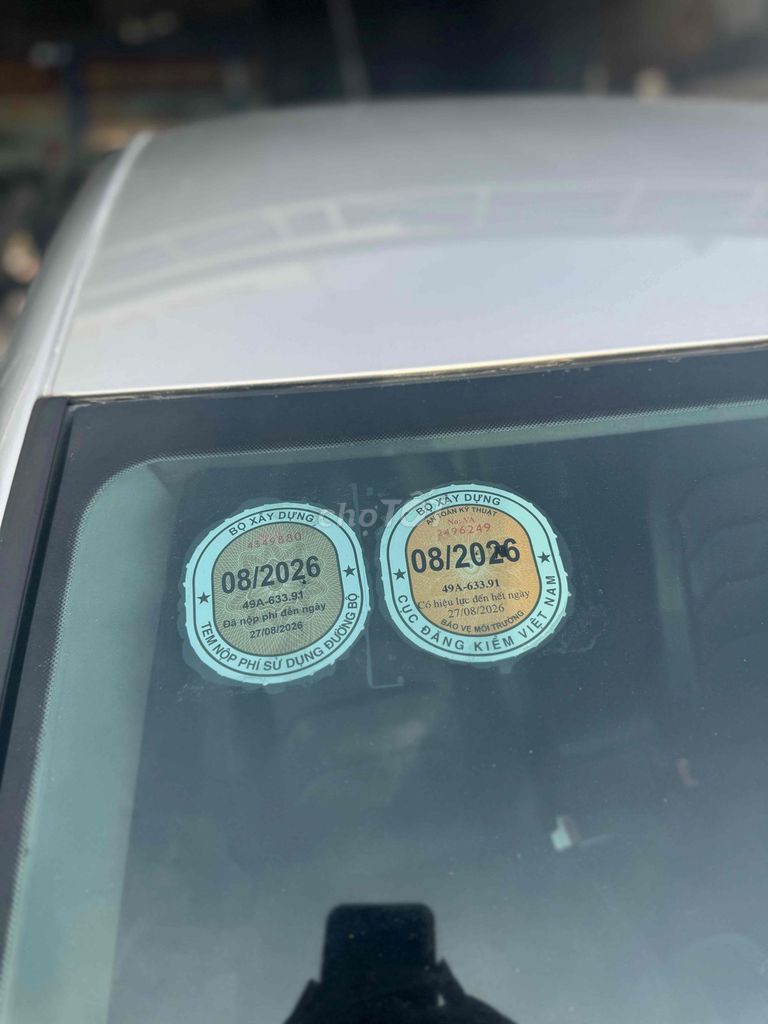 BỘ XÂY DỰNG
4549880
08/2026
49A-633.91
Đã nộp phí đến ngày
27/08/2026
TEM NỘP PHÍ SỬ DỤNG ĐƯỜNG BỘ
BỘ XÂY DỰNG
AN TOÀN KỸ THUẬT
No: VA
2496249
08/2026
49A-633.91
Có hiệu lực đến hết ngày
27/08/2026
BẢO VỆ MÔI TRƯỜNG
CỤC ĐĂNG KIỂM VIỆT NAM
chợTỐT